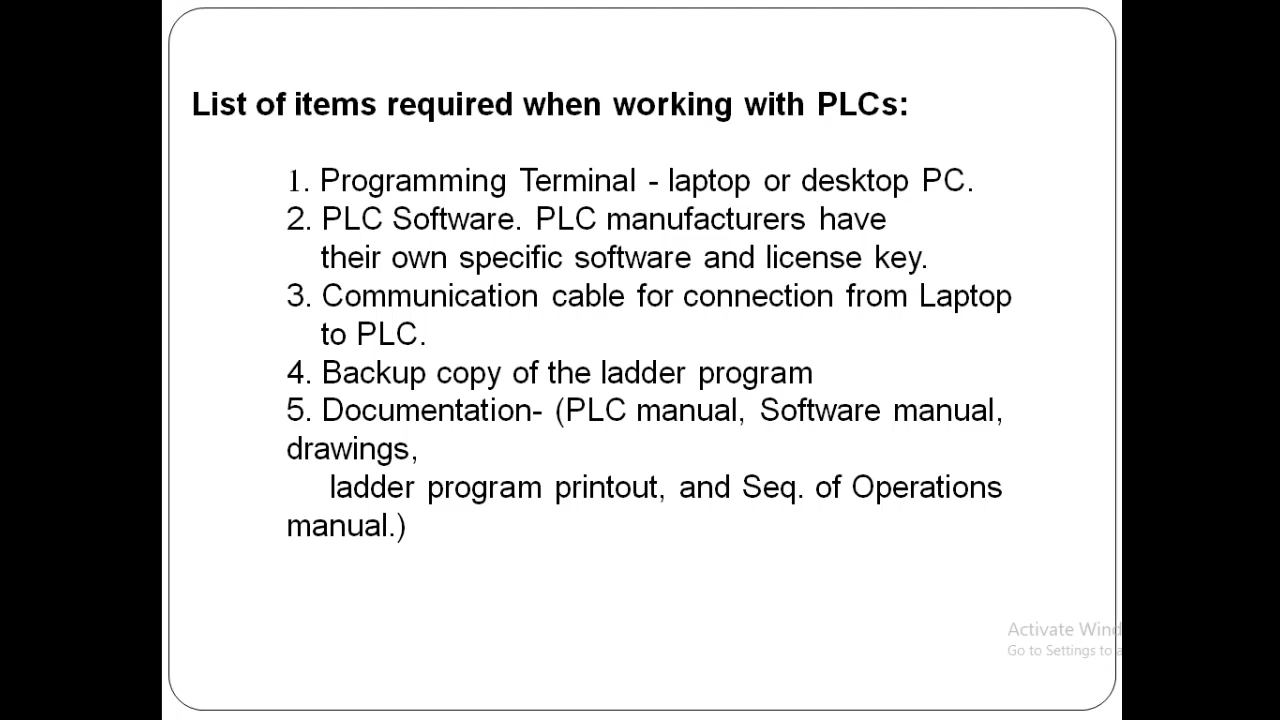 List of items required when working with PLCs:
1. Programming Terminal - laptop or desktop PC.
2. PLC Software. PLC manufacturers have
their own specific software and license key.
3. Communication cable for connection from Laptop
to PLC.
4. Backup copy of the ladder program
5. Documentation- (PLC manual, Software manual,
drawings,
ladder program printout, and Seq. of Operations
manual.)
Activate Wind
Go to Settings to a